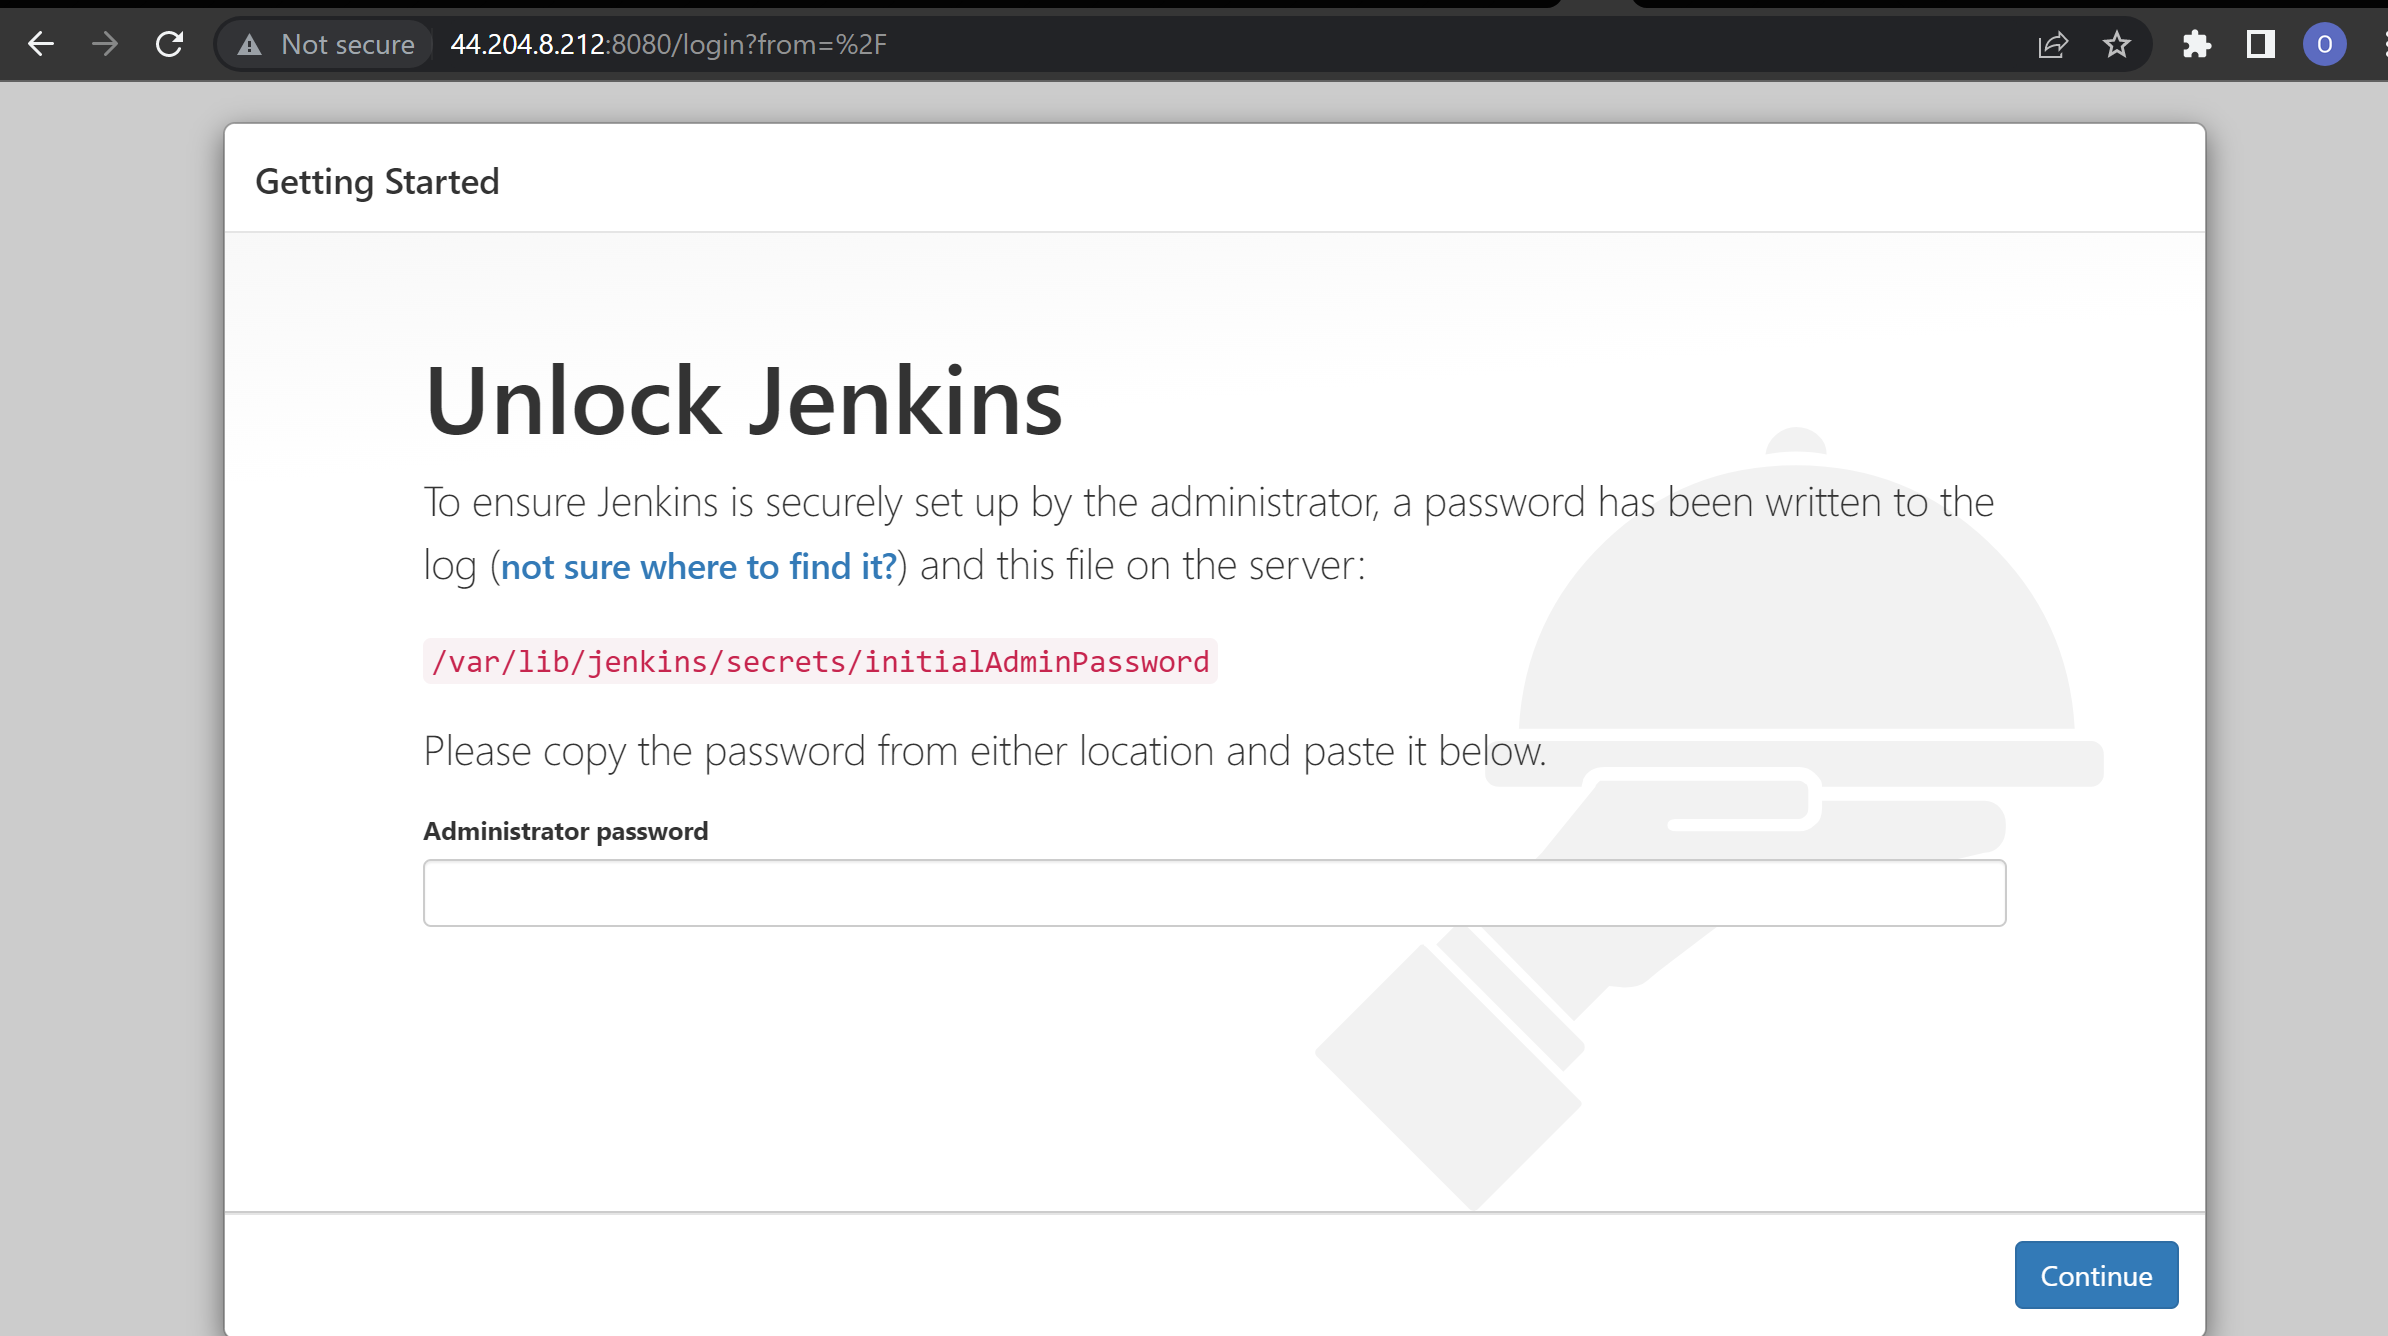 Not secure 44.204.8.212:8080/login?from=%2F
O
Getting Started
Unlock Jenkins
To ensure Jenkins is securely set up by the administrator, a password has been written to the
log (not sure where to find it?) and this file on the server:
/var/lib/jenkins/secrets/initialAdminPassword
Please copy the password from either location and paste it below.
Administrator password
Continue